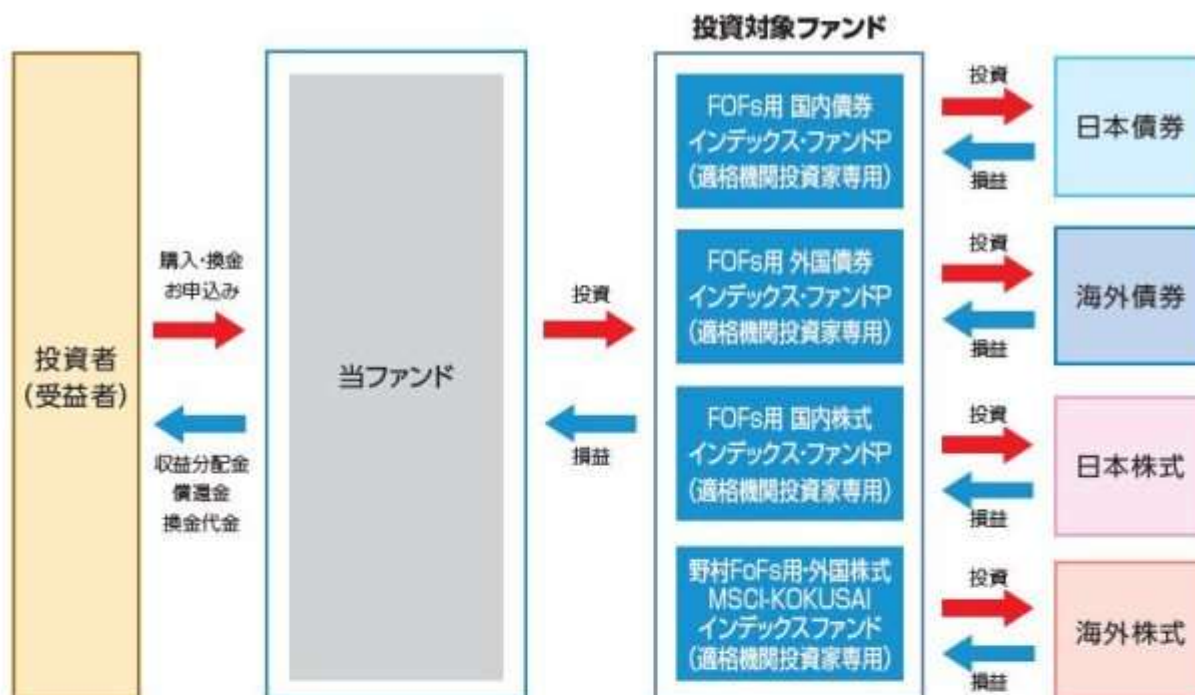 投資対象ファンド
投資者
(受益者)
購入・換金
お申込み
収益分配金
償還金
換金代金
当ファンド
投資
損益
FOFs用 国内債券
インデックス・ファンドP
(適格機関投資家専用)
投資
損益
日本債券
FOFs用 外国債券
インデックス・ファンドP
(適格機関投資家専用)
投資
損益
海外債券
FOFs用 国内株式
インデックス・ファンドP
(適格機関投資家専用)
投資
損益
日本株式
野村FoFs用・外国株式
MSCI-KOKUSAI
インデックスファンド
(適格機関投資家専用)
投資
損益
海外株式